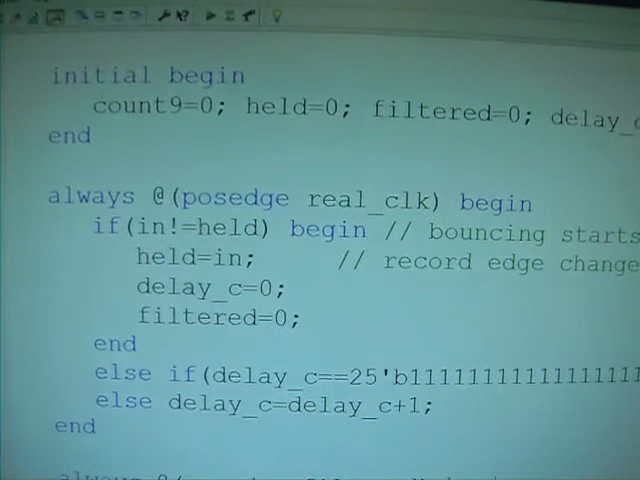 initial begin
count9=0; held=0; filtered=0; delay_c
end
always @(posedge real_clk) begin
if(in!=held) begin // bouncing starts
held=in; // record edge change
delay_c=0;
filtered=0;
end
else if(delay_c==25'b111111111111111111
else delay_c=delay_c+1;
end